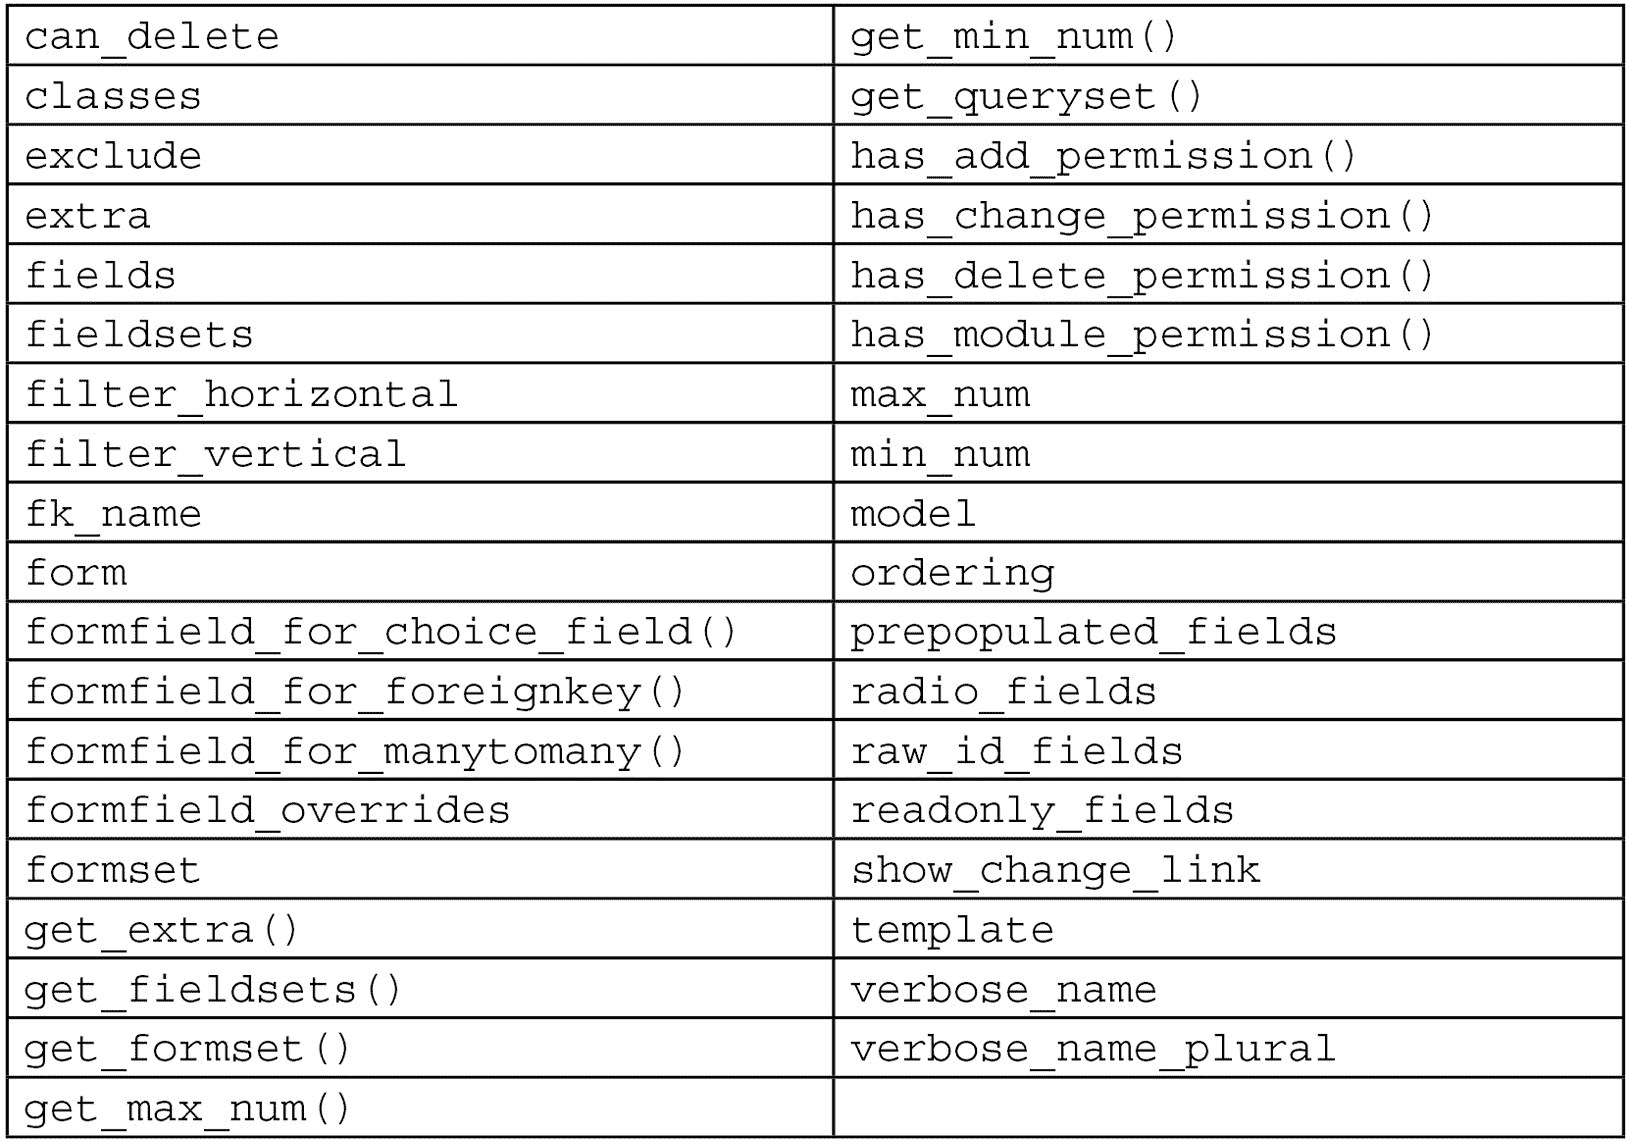 can_delete
get_min_num()
classes
get_queryset()
exclude
has_add_permission()
extra
has_change_permission()
fields
has_delete_permission()
fieldsets
has_module_permission()
filter_horizontal
max_num
filter_vertical
min_num
fk_name
model
form
ordering
formfield_for_choice_field()
prepopulated_fields
formfield_for_foreignkey()
radio_fields
formfield_for_manytomany()
raw_id_fields
formfield_overrides
readonly_fields
formset
show_change_link
get_extra()
template
get_fieldsets()
verbose_name
get_formset()
verbose_name_plural
get_max_num()